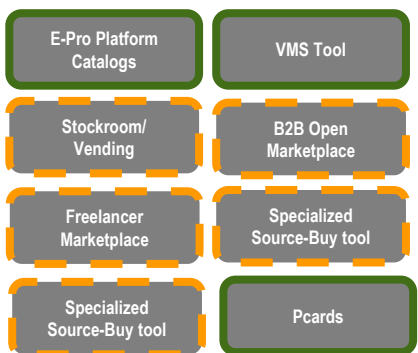 E-Pro Platform
Catalogs
VMS Tool
Stockroom/
Vending
B2B Open
Marketplace
Freelancer
Marketplace
Specialized
Source-Buy tool
Specialized
Source-Buy tool
Pcards